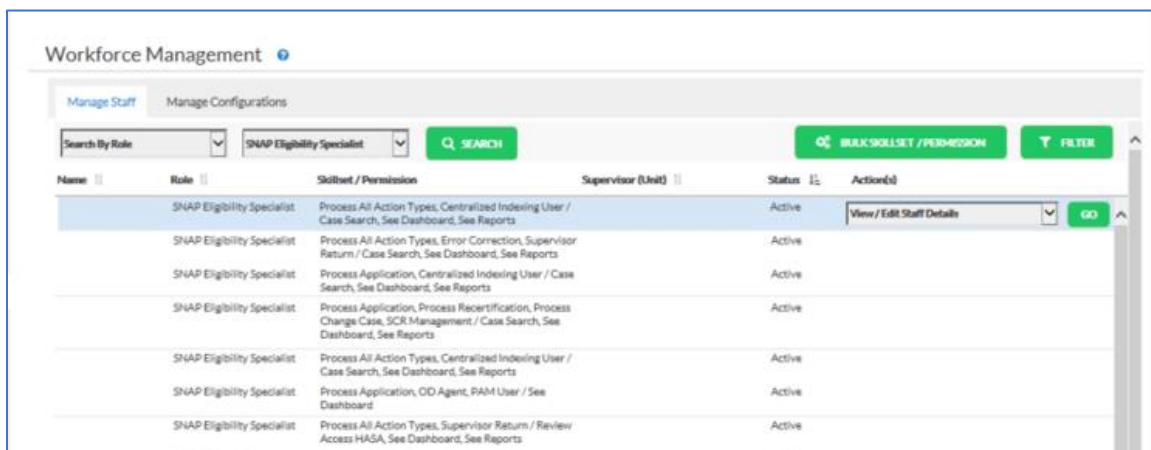 Workforce Management ?
Manage Staff Manage Configurations
Search By Role SNAP Eligibility Specialist SEARCH BULK SKILLSET / PERMISSION FILTER
Name Role Skillset / Permission Supervisor (Unit) Status Action(s)
SNAP Eligibility Specialist Process All Action Types, Centralized Indexing User / Active View / Edit Staff Details GO
Case Search, See Dashboard, See Reports
SNAP Eligibility Specialist Process All Action Types, Error Correction, Supervisor Active
Return / Case Search, See Dashboard, See Reports
SNAP Eligibility Specialist Process Application, Centralized Indexing User / Case Active
Search, See Dashboard, See Reports
SNAP Eligibility Specialist Process Application, Process Recertification, Process Active
Change Case, SCR Management / Case Search, See
Dashboard, See Reports
SNAP Eligibility Specialist Process All Action Types, Centralized Indexing User / Active
Case Search, See Dashboard, See Reports
SNAP Eligibility Specialist Process Application, OD Agent, PAM User / See Active
Dashboard
SNAP Eligibility Specialist Process All Action Types, Supervisor Return / Review Active
Access HASA, See Dashboard, See Reports